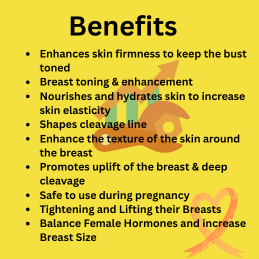 Benefits
• Enhances skin firmness to keep the bust
toned
• Breast toning & enhancement
• Nourishes and hydrates skin to increase
skin elasticity
• Shapes cleavage line
• Enhance the texture of the skin around
the breast
• Promotes uplift of the breast & deep
cleavage
• Safe to use during pregnancy
• Tightening and Lifting their Breasts
• Balance Female Hormones and increase
Breast Size